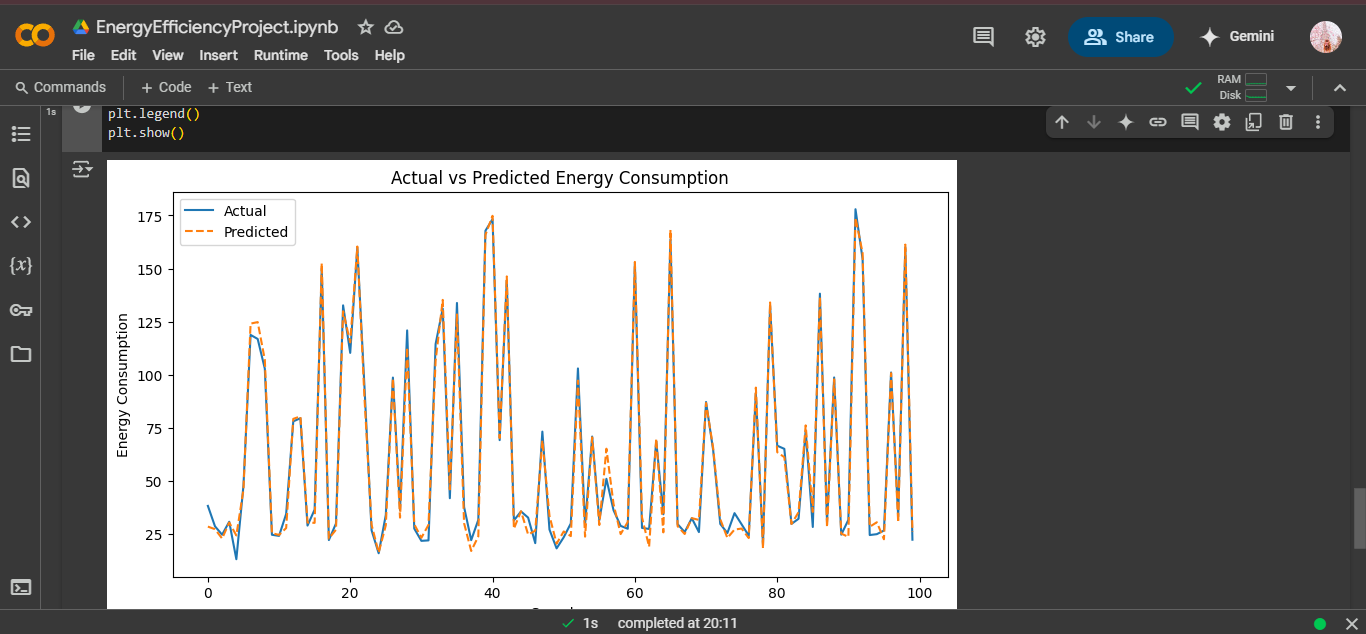 EnergyEfficiencyProject.ipynb
File Edit View Insert Runtime Tools Help
Share
Gemini
Commands + Code + Text
RAM
Disk
1s
plt.legend()
plt.show()
{x}
Actual vs Predicted Energy Consumption
Actual
Predicted
Energy Consumption
175
150
125
100
75
50
25
0 20 40 60 80 100
1s completed at 20:11